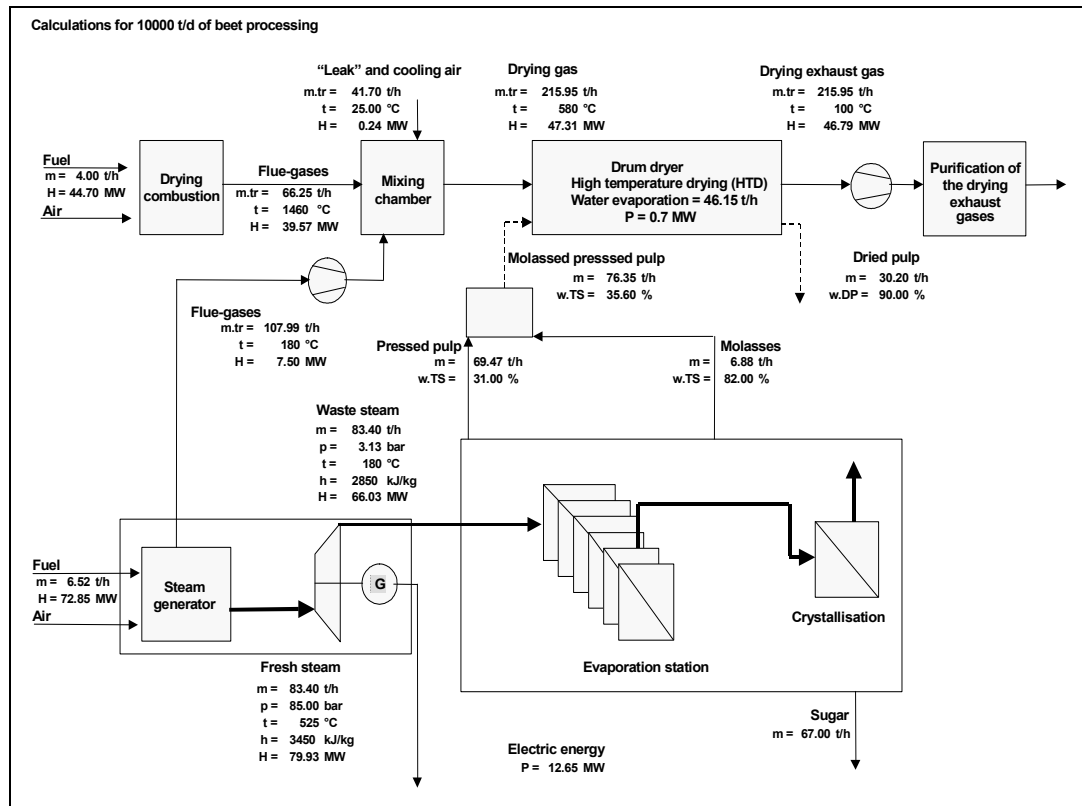 Calculations for 10000 t/d of beet processing
“Leak” and cooling air
m.tr = 41.70 t/h
t = 25.00 °C
H = 0.24 MW
Drying gas
m.tr = 215.95 t/h
t = 580 °C
H = 47.31 MW
Drying exhaust gas
m.tr = 215.95 t/h
t = 100 °C
H = 46.79 MW
Fuel
m = 4.00 t/h
H = 44.70 MW
Air
Drying
combustion
Flue-gases
m.tr = 66.25 t/h
t = 1460 °C
H = 39.57 MW
Mixing
chamber
Drum dryer
High temperature drying (HTD)
Water evaporation = 46.15 t/h
P = 0.7 MW
Purification of
the drying
exhaust
gases
Molassed presssed pulp
m = 76.35 t/h
w.TS = 35.60 %
Dried pulp
m = 30.20 t/h
w.DP = 90.00 %
Flue-gases
m.tr = 107.99 t/h
t = 180 °C
H = 7.50 MW
Pressed pulp
m = 69.47 t/h
w.TS = 31.00 %
Molasses
m = 6.88 t/h
w.TS = 82.00 %
Waste steam
m = 83.40 t/h
p = 3.13 bar
t = 180 °C
h = 2850 kJ/kg
H = 66.03 MW
Fuel
m = 6.52 t/h
H = 72.85 MW
Air
Steam
generator
G
Crystallisation
Evaporation station
Fresh steam
m = 83.40 t/h
p = 85.00 bar
t = 525 °C
h = 3450 kJ/kg
H = 79.93 MW
Electric energy
P = 12.65 MW
Sugar
m = 67.00 t/h